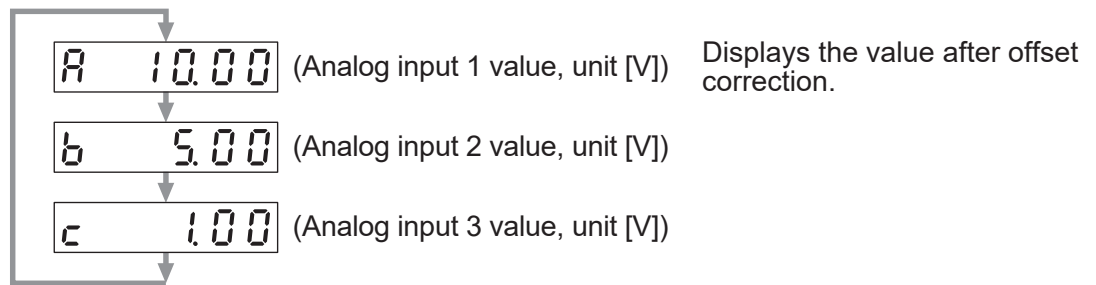 A 10.00 (Analog input 1 value, unit [V]) Displays the value after offset
correction.
b 5.00 (Analog input 2 value, unit [V])
c 1.00 (Analog input 3 value, unit [V])